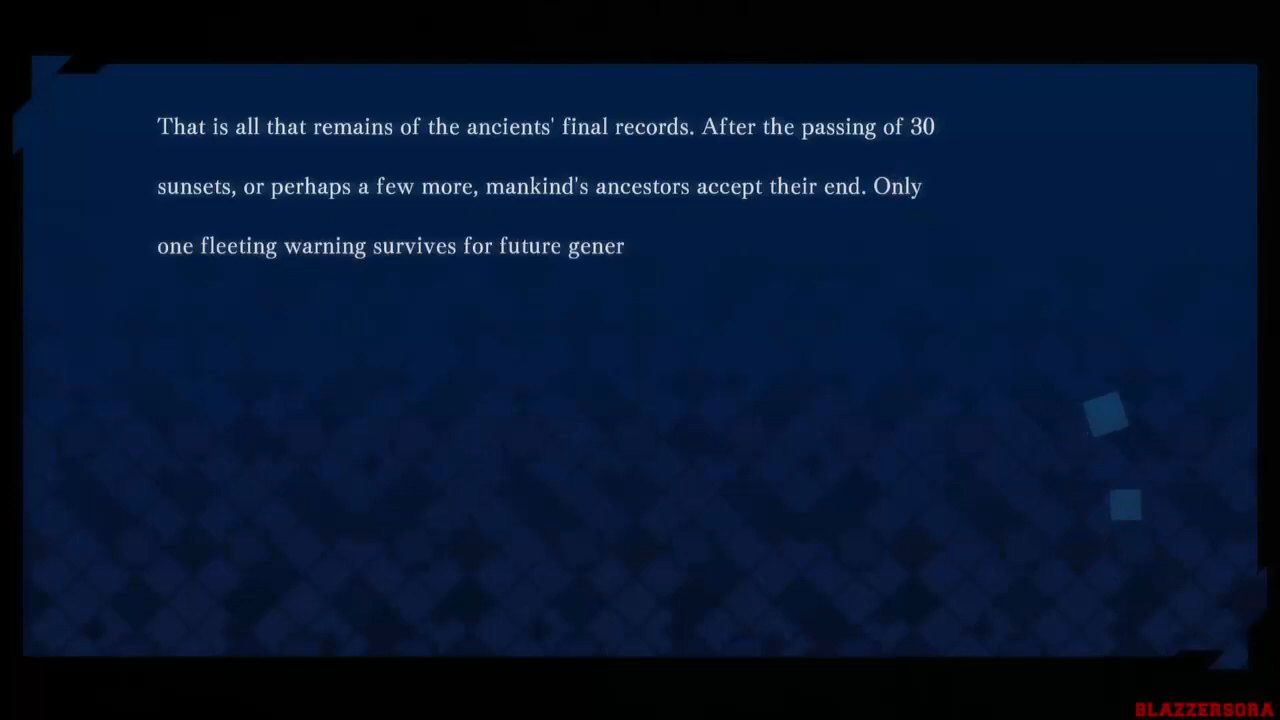 That is all that remains of the ancients' final records. After the passing of 30
sunsets, or perhaps a few more, mankind's ancestors accept their end. Only
one fleeting warning survives for future gener
BLAZZERSORA